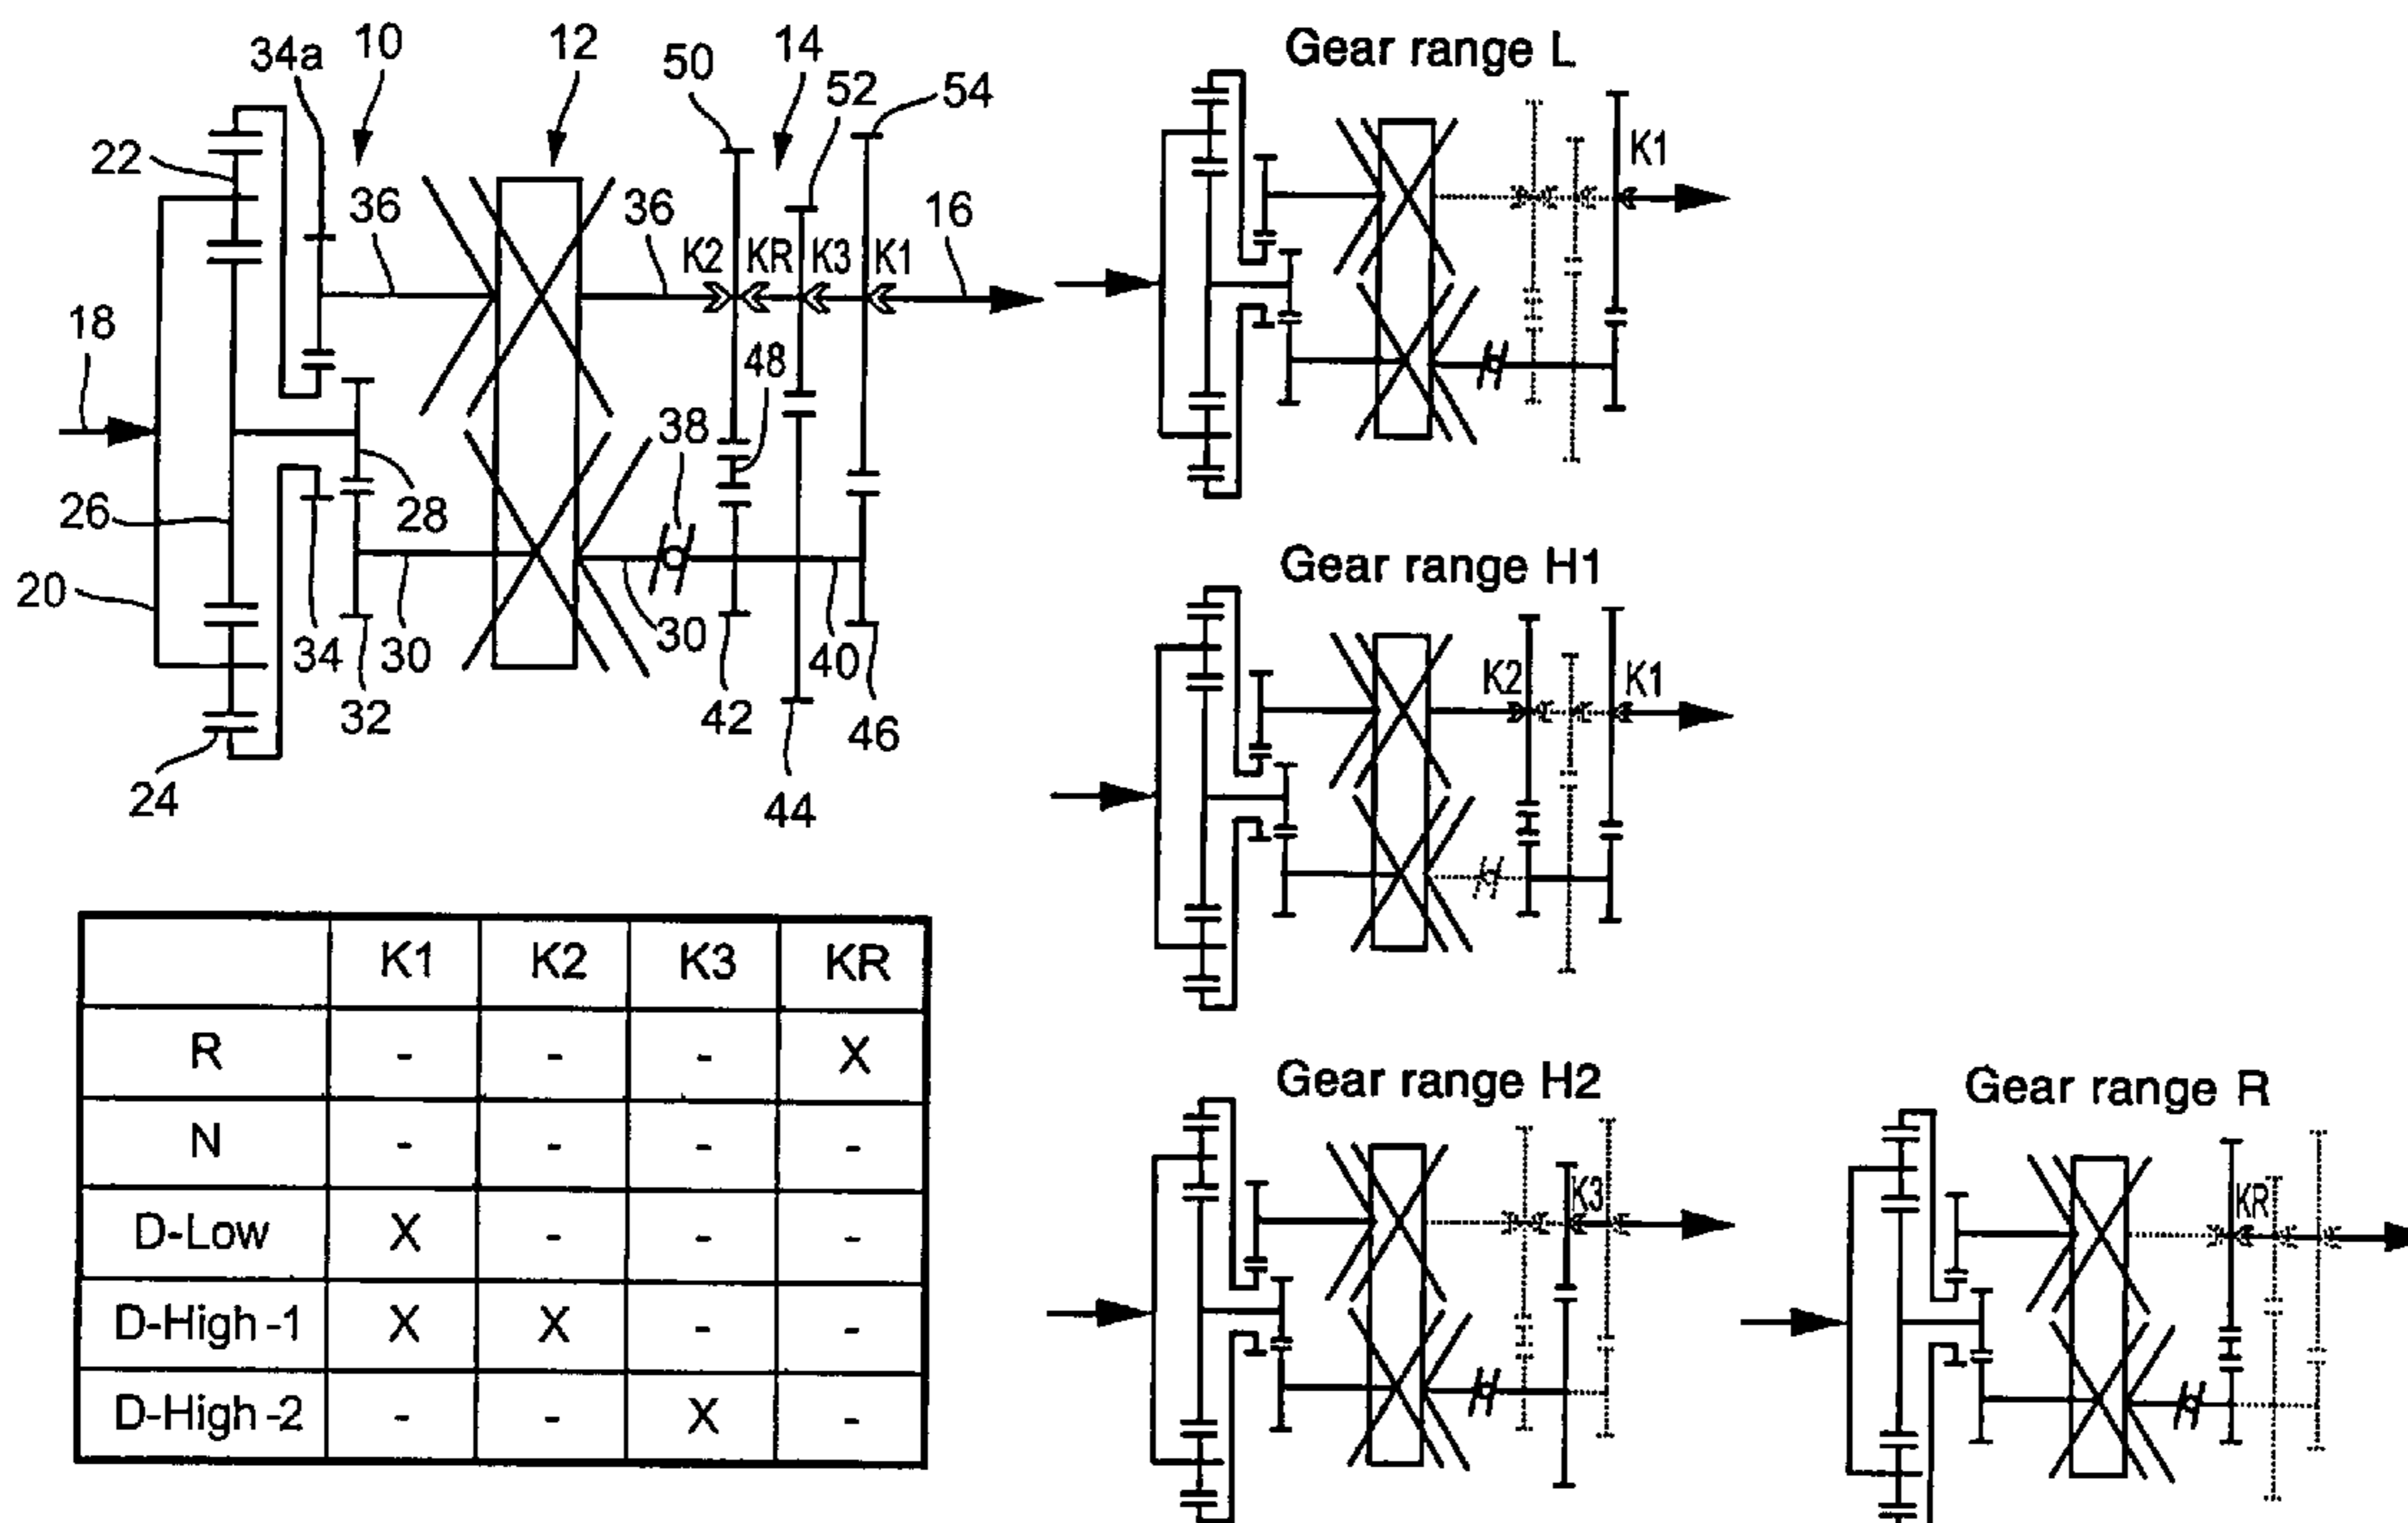 34a 10 12 50 14 52 54
22
36 36 K2 KR K3 K1 16
18
48
38
26
28
20
34 30 30 40
32 42 46
24 44
K1 K2 K3 KR
R - - - X
N - - - -
D-Low X - - -
D-High-1 X X - -
D-High-2 - - X -
Gear range L
K1
Gear range H1
K2 K1
Gear range H2
K3
Gear range R
KR